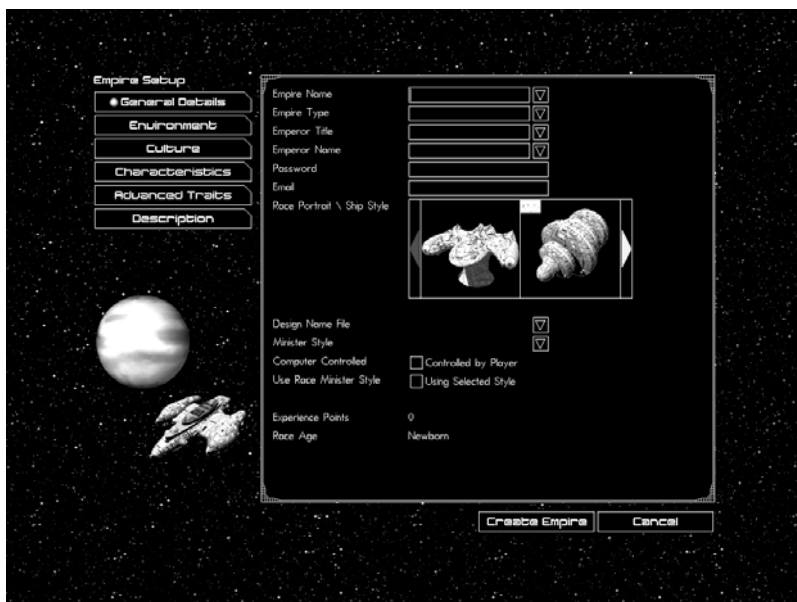 Empire Setup
General Details
Environment
Culture
Characteristics
Advanced Traits
Description
Empire Name
Empire Type
Emperor Title
Emperor Name
Password
Email
Race Portrait \ Ship Style
Design Name File
Minister Style
Computer Controlled
Controlled by Player
Use Race Minister Style
Using Selected Style
Experience Points
0
Race Age
Newborn
Create Empire
Cancel